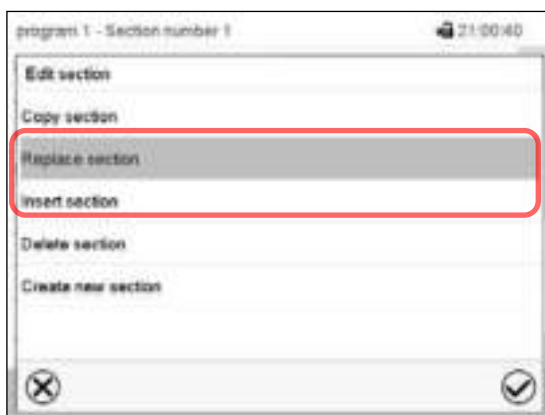 program 1 - Section number 1 21:00:40
Edit section
Copy section
Replace section
Insert section
Delete section
Create new section